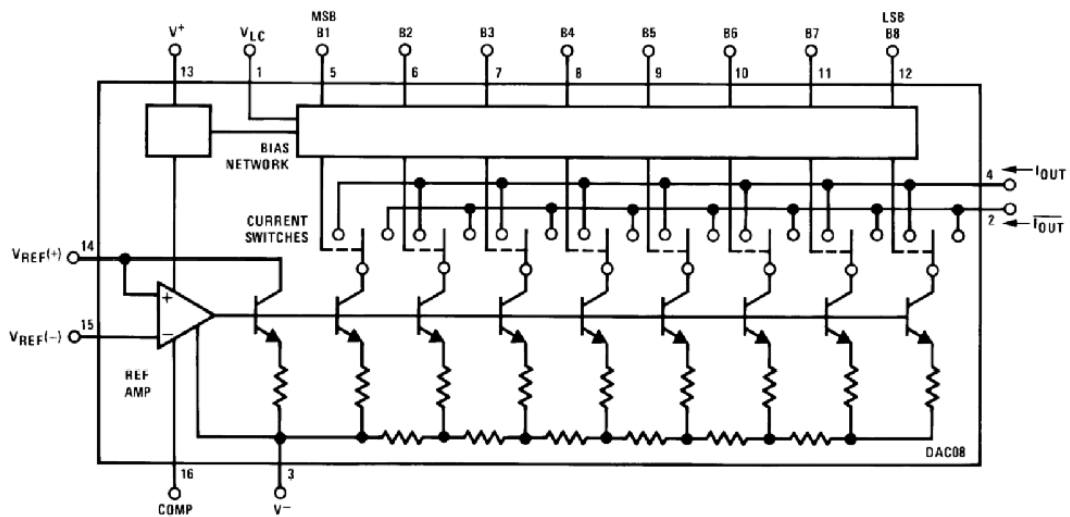 MSB
LSB
V+
VLC
B1
B2
B3
B4
B5
B6
B7
B8
13
1
5
6
7
8
9
10
11
12
BIAS
NETWORK
4
IOUT
CURRENT
SWITCHES
2
IOUT
14
VREF(+)
+
15
VREF(−)
−
REF
AMP
DAC08
16
3
COMP
V−